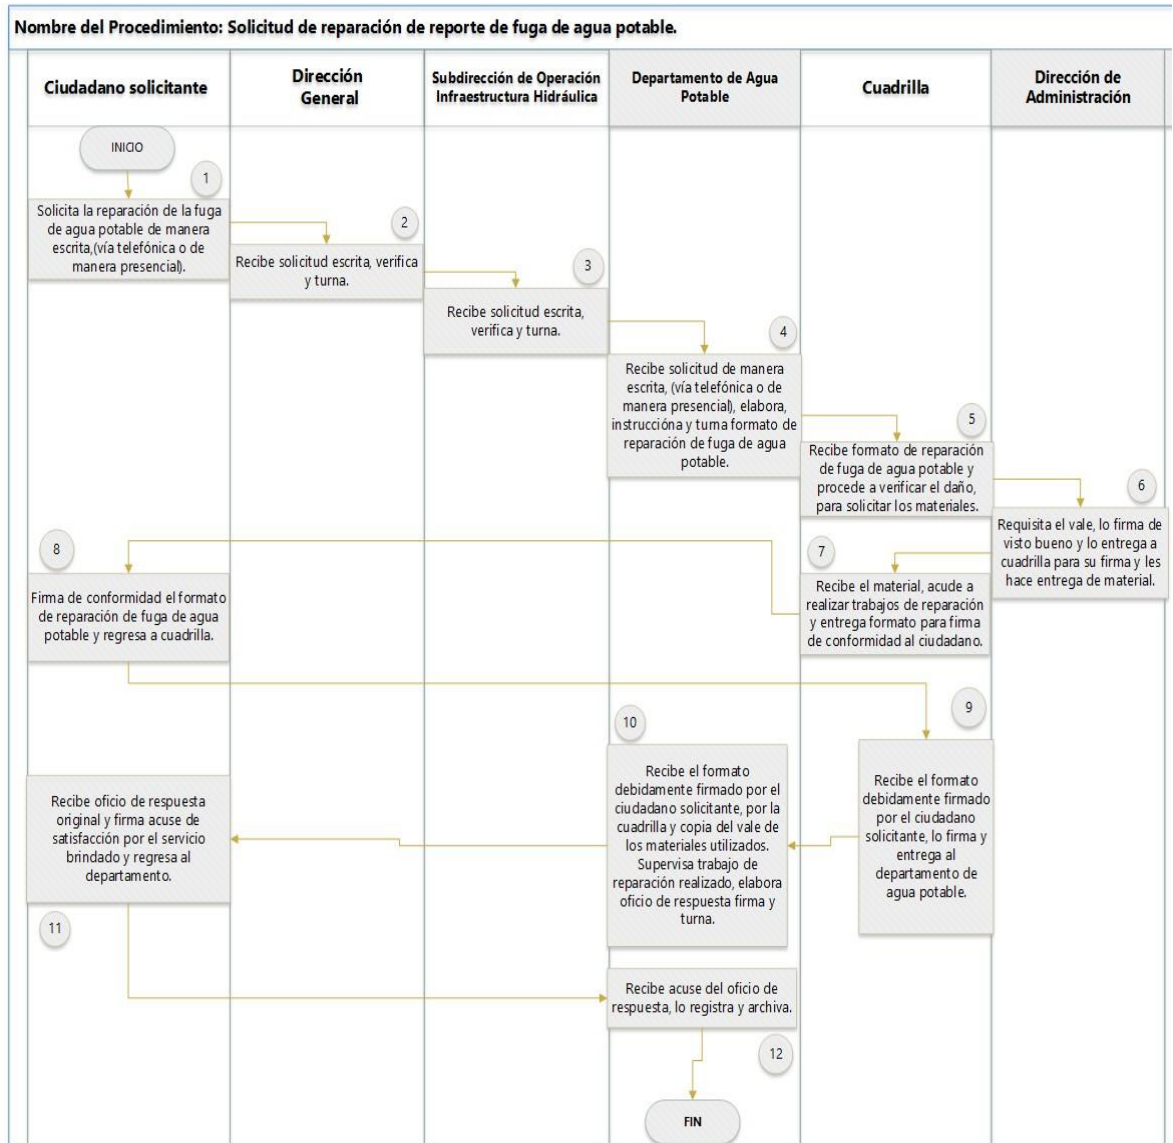 Nombre del Procedimiento: Solicitud de reparación de reporte de fuga de agua potable.
Ciudadano solicitante
Dirección
General
Subdirección de Operación
Infraestructura Hidráulica
Departamento de Agua
Potable
Cuadrilla
Dirección de
Administración
INICIO
1
Solicita la reparación de la fuga
de agua potable de manera
escrita,(vía telefónica o de
manera presencial).
2
Recibe solicitud escrita, verifica
y turna.
3
Recibe solicitud escrita,
verifica y turna.
4
Recibe solicitud de manera
escrita, (vía telefónica o de
manera presencial), elabora,
instruccióna y turna formato de
reparación de fuga de agua
potable.
5
Recibe formato de reparación
de fuga de agua potable y
procede a verificar el daño,
para solicitar los materiales.
6
Requisita el vale, lo firma de
visto bueno y lo entrega a
cuadrilla para su firma y les
hace entrega de material.
7
Recibe el material, acude a
realizar trabajos de reparación
y entrega formato para firma
de conformidad al ciudadano.
8
Firma de conformidad el formato
de reparación de fuga de agua
potable y regresa a cuadrilla.
9
Recibe el formato
debidamente firmado
por el ciudadano
solicitante, lo firma y
entrega al
departamento de
agua potable.
10
Recibe el formato
debidamente firmado por el
ciudadano solicitante, por la
cuadrilla y copia del vale de
los materiales utilizados.
Supervisa trabajo de
reparación realizado, elabora
oficio de respuesta firma y
turna.
Recibe oficio de respuesta
original y firma acuse de
satisfacción por el servicio
brindado y regresa al
departamento.
11
Recibe acuse del oficio de
respuesta, lo registra y archiva.
12
FIN